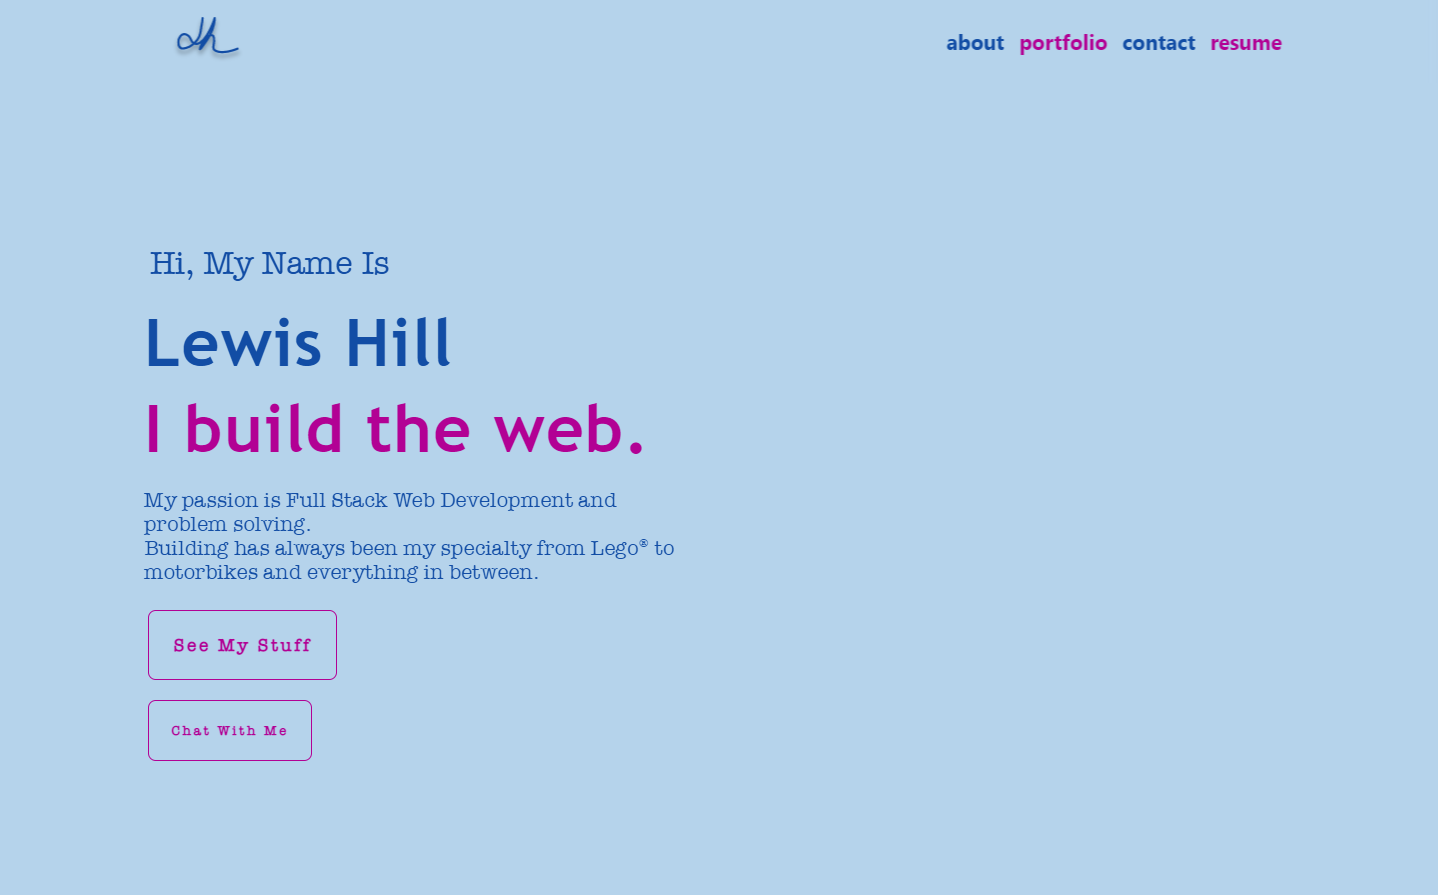 lh
about portfolio contact resume
Hi, My Name Is
Lewis Hill
I build the web.
My passion is Full Stack Web Development and
problem solving.
Building has always been my specialty from Lego® to
motorbikes and everything in between.
See My Stuff
Chat With Me